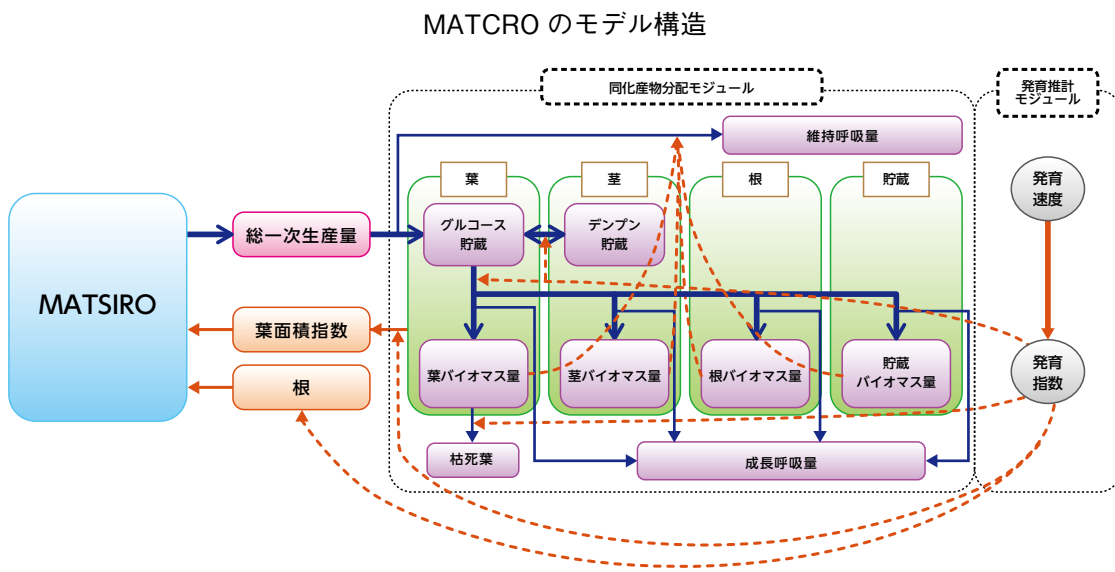 MATCRO のモデル構造
同化産物分配モジュール
発育推計
モジュール
維持呼吸量
葉
茎
根
貯蔵
発育
速度
MATSIRO
総一次生産量
グルコース
貯蔵
デンプン
貯蔵
葉面積指数
根
葉バイオマス量
茎バイオマス量
根バイオマス量
貯蔵
バイオマス量
発育
指数
枯死葉
成長呼吸量